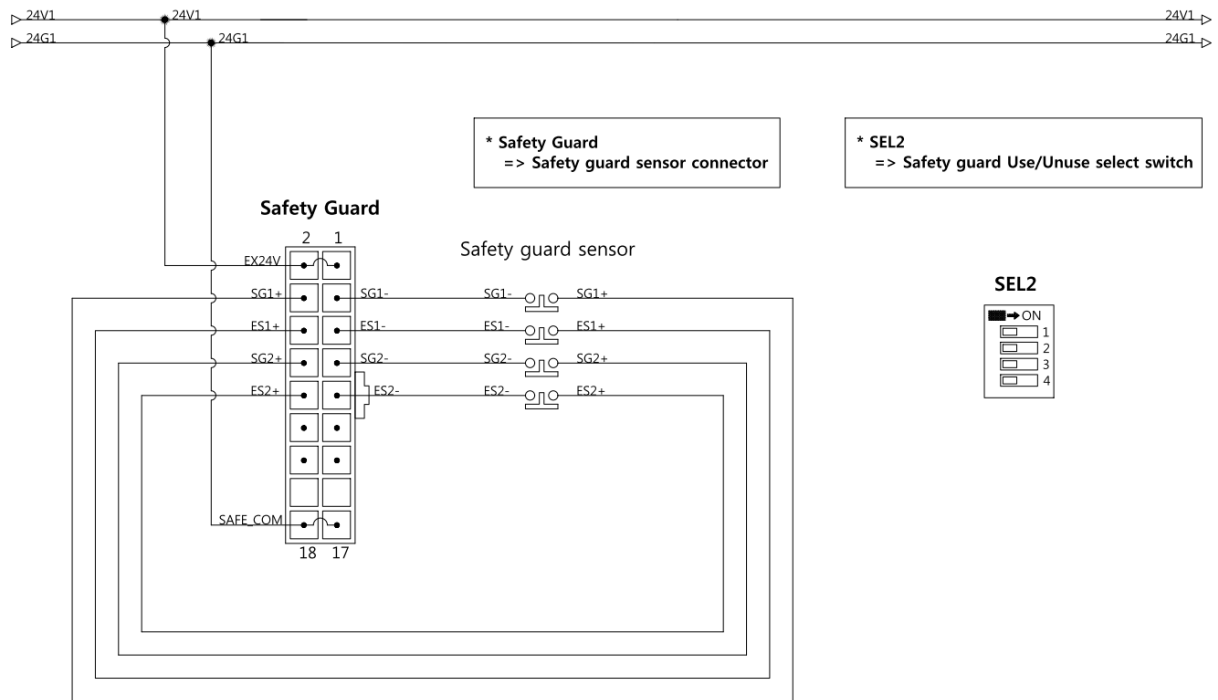 24V1 24V1 24V1
24G1 24G1 24G1
* Safety Guard
=> Safety guard sensor connector
* SEL2
=> Safety guard Use/Unuse select switch
Safety Guard
2 1
Safety guard sensor
EX24V
SG1+ SG1- SG1- SG1+
ES1+ ES1- ES1- ES1+
SG2+ SG2- SG2- SG2+
ES2+ ES2- ES2- ES2+
SAFE_COM
18 17
SEL2
ON
1
2
3
4